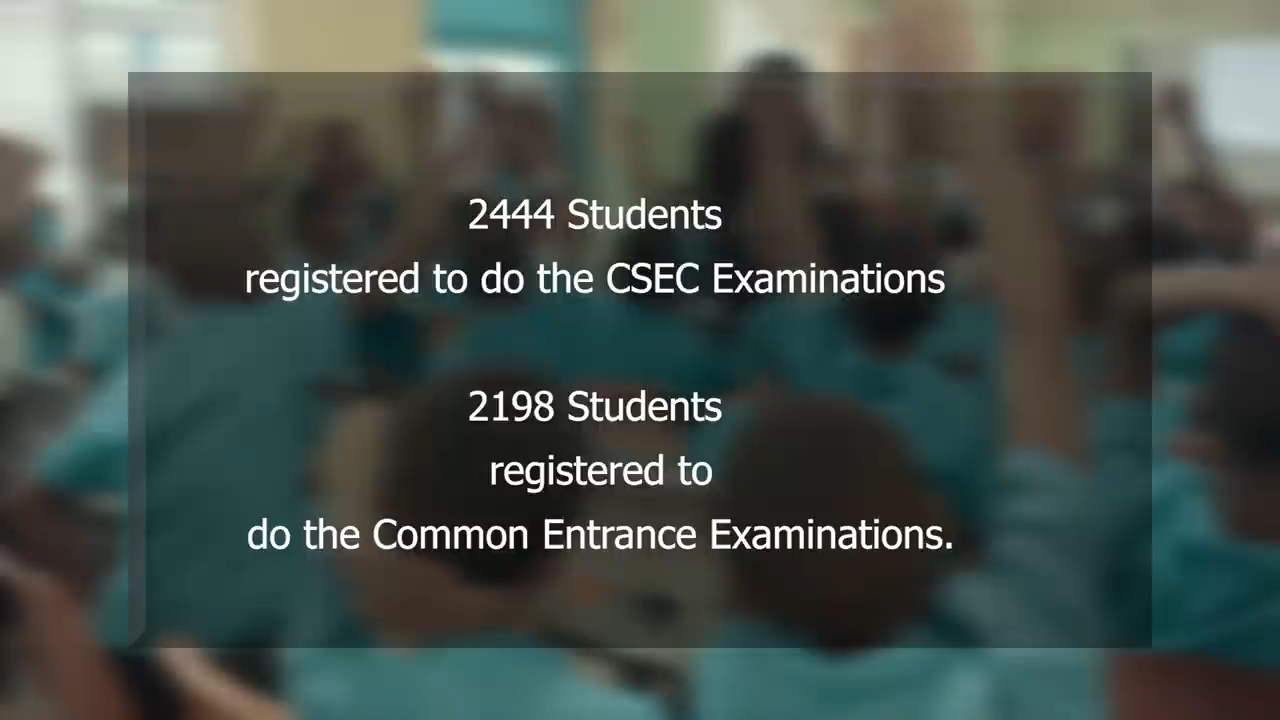 2444 Students
registered to do the CSEC Examinations
2198 Students
registered to
do the Common Entrance Examinations.